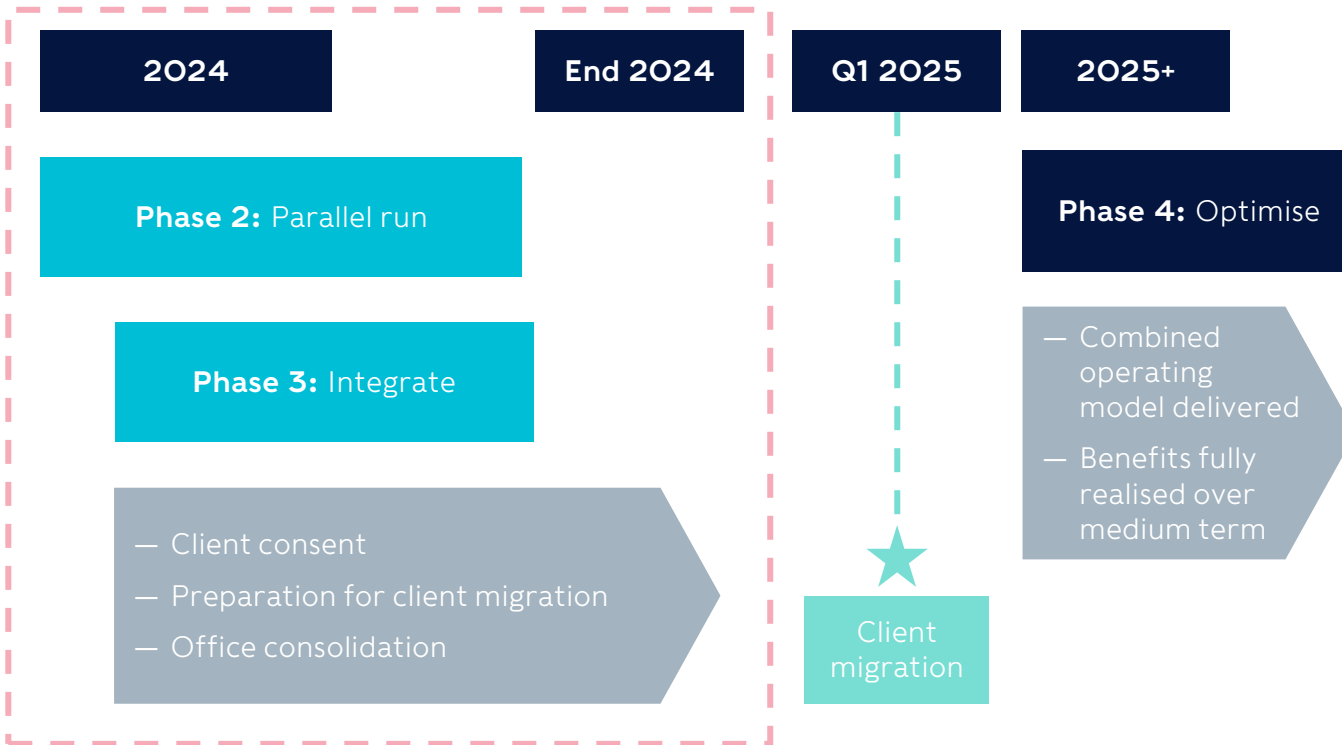 2024
End 2024
Q1 2025
2025+
Phase 2: Parallel run
Phase 3: Integrate
— Client consent
— Preparation for client migration
— Office consolidation
Client
migration
Phase 4: Optimise
— Combined
operating
model delivered
— Benefits fully
realised over
medium term